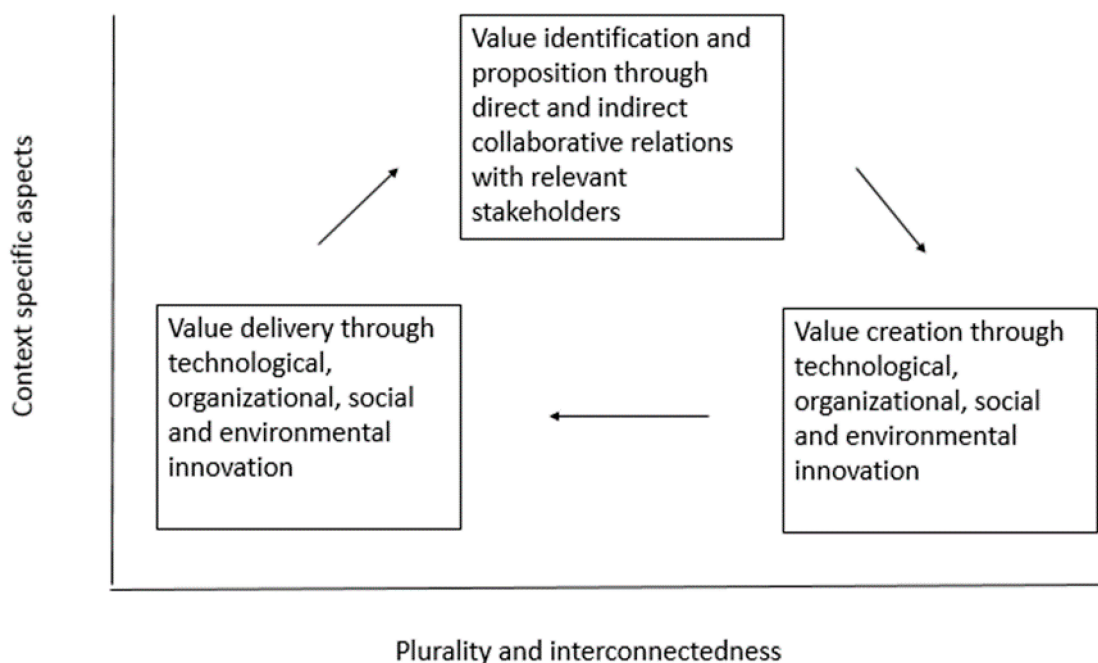 Value identification and
proposition through
direct and indirect
collaborative relations
with relevant
stakeholders
Context specific aspects
Value delivery through
technological,
organizational, social
and environmental
innovation
Value creation through
technological,
organizational, social
and environmental
innovation
Plurality and interconnectedness